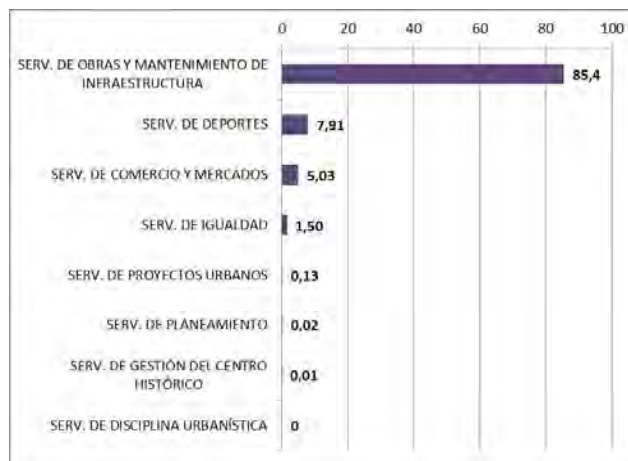 0 20 40 60 80 100
SERV. DE OBRAS Y MANTENIMIENTO DE
INFRAESTRUCTURA
85,4
SERV. DE DEPORTES
7,91
SERV. DE COMERCIO Y MERCADOS
5,03
SERV. DE IGUALDAD
1,50
SERV. DE PROYECTOS URBANOS
0,13
SERV. DE PLANEAMIENTO
0,02
SERV. DE GESTIÓN DEL CENTRO
HISTÓRICO
0,01
SERV. DE DISCIPLINA URBANÍSTICA
0